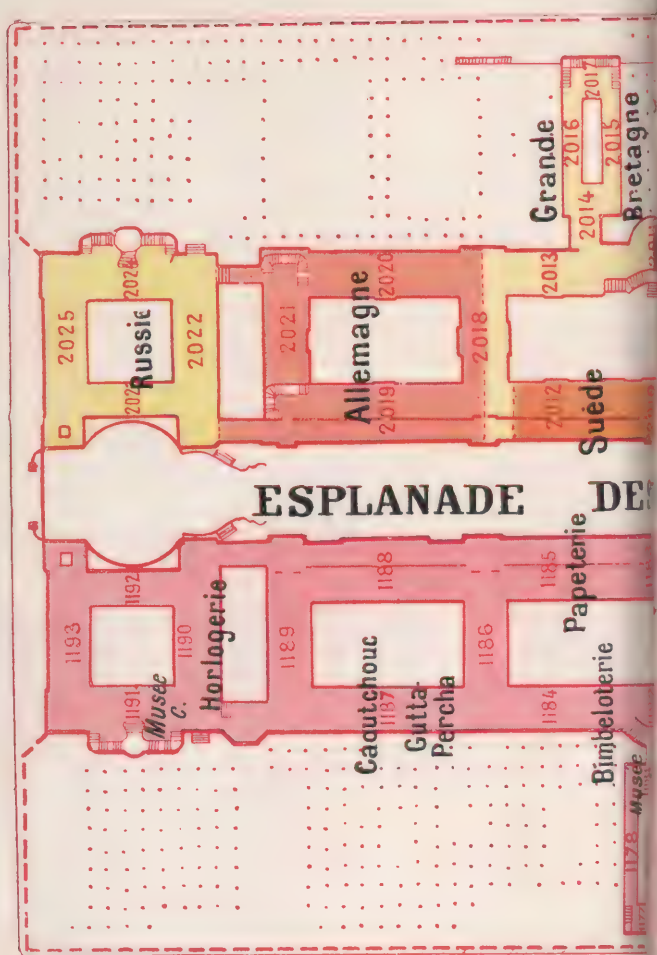 Grande
Bretagne
2017
2016
2015
2014
2013
2025
Russie
2022
2021
2020
Allemagne
2019
2018
2012
Suède
ESPLANADE DE
1193
1192
1191
1190
Musée
C.
Horlogerie
1189
1188
1187
Caoutchouc
Gutta-
Percha
1186
1185
Papeterie
1184
Bimbeloterie
Musée
1178
1177